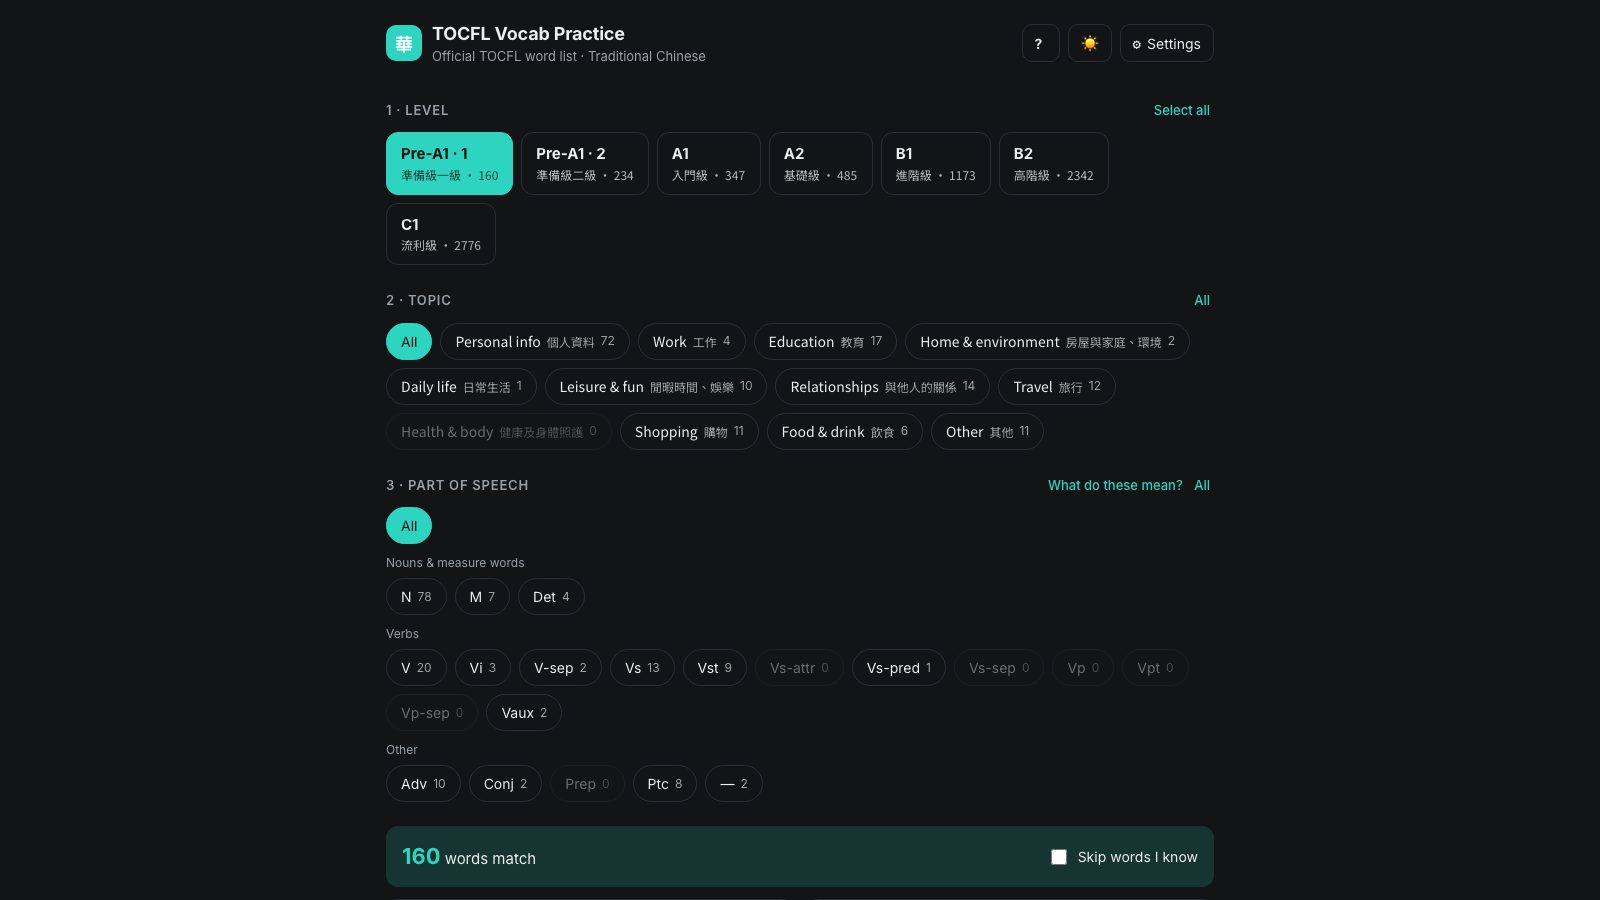 華
TOCFL Vocab Practice
Official TOCFL word list · Traditional Chinese
? ⚙ Settings
1 · LEVEL Select all
Pre-A1 · 1 Pre-A1 · 2 A1 A2 B1 B2
準備級一級 · 160 準備級二級 · 234 入門級 · 347 基礎級 · 485 進階級 · 1173 高階級 · 2342
C1
流利級 · 2776
2 · TOPIC All
All Personal info 個人資料 72 Work 工作 4 Education 教育 17 Home & environment 房屋與家庭、環境 2
Daily life 日常生活 1 Leisure & fun 閒暇時間、娛樂 10 Relationships 與他人的關係 14 Travel 旅行 12
Health & body 健康及身體照護 0 Shopping 購物 11 Food & drink 飲食 6 Other 其他 11
3 · PART OF SPEECH What do these mean? All
All
Nouns & measure words
N 78 M 7 Det 4
Verbs
V 20 Vi 3 V-sep 2 Vs 13 Vst 9 Vs-attr 0 Vs-pred 1 Vs-sep 0 Vp 0 Vpt 0
Vp-sep 0 Vaux 2
Other
Adv 10 Conj 2 Prep 0 Ptc 8 — 2
160 words match Skip words I know